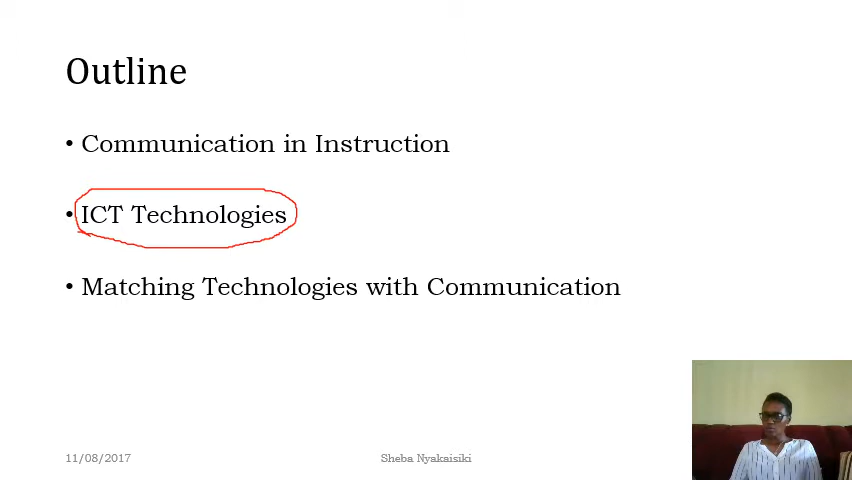 Outline
• Communication in Instruction
• ICT Technologies
• Matching Technologies with Communication
11/08/2017
Sheba Nyakaisiki